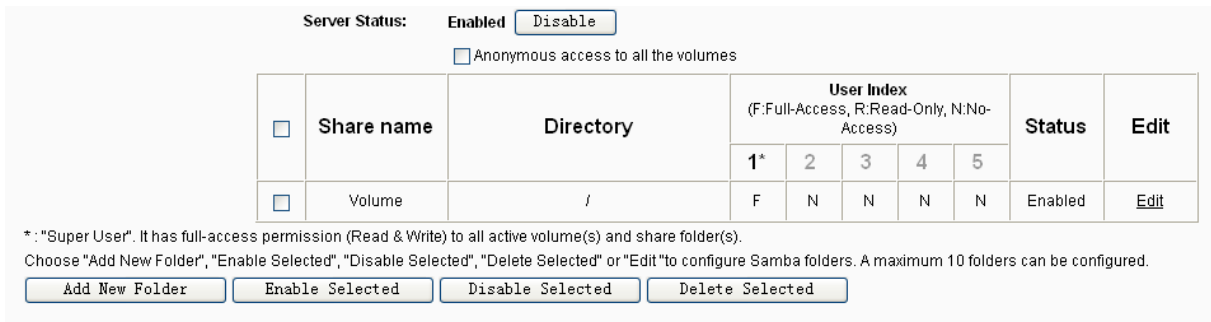 Server Status: Enabled Disable
Anonymous access to all the volumes
Share name Directory User Index (F:Full-Access, R:Read-Only, N:No-Access) Status Edit
1* 2 3 4 5
Volume / F N N N N Enabled Edit
* : "Super User". It has full-access permission (Read & Write) to all active volume(s) and share folder(s).
Choose "Add New Folder", "Enable Selected", "Disable Selected", "Delete Selected" or "Edit "to configure Samba folders. A maximum 10 folders can be configured.
Add New Folder Enable Selected Disable Selected Delete Selected